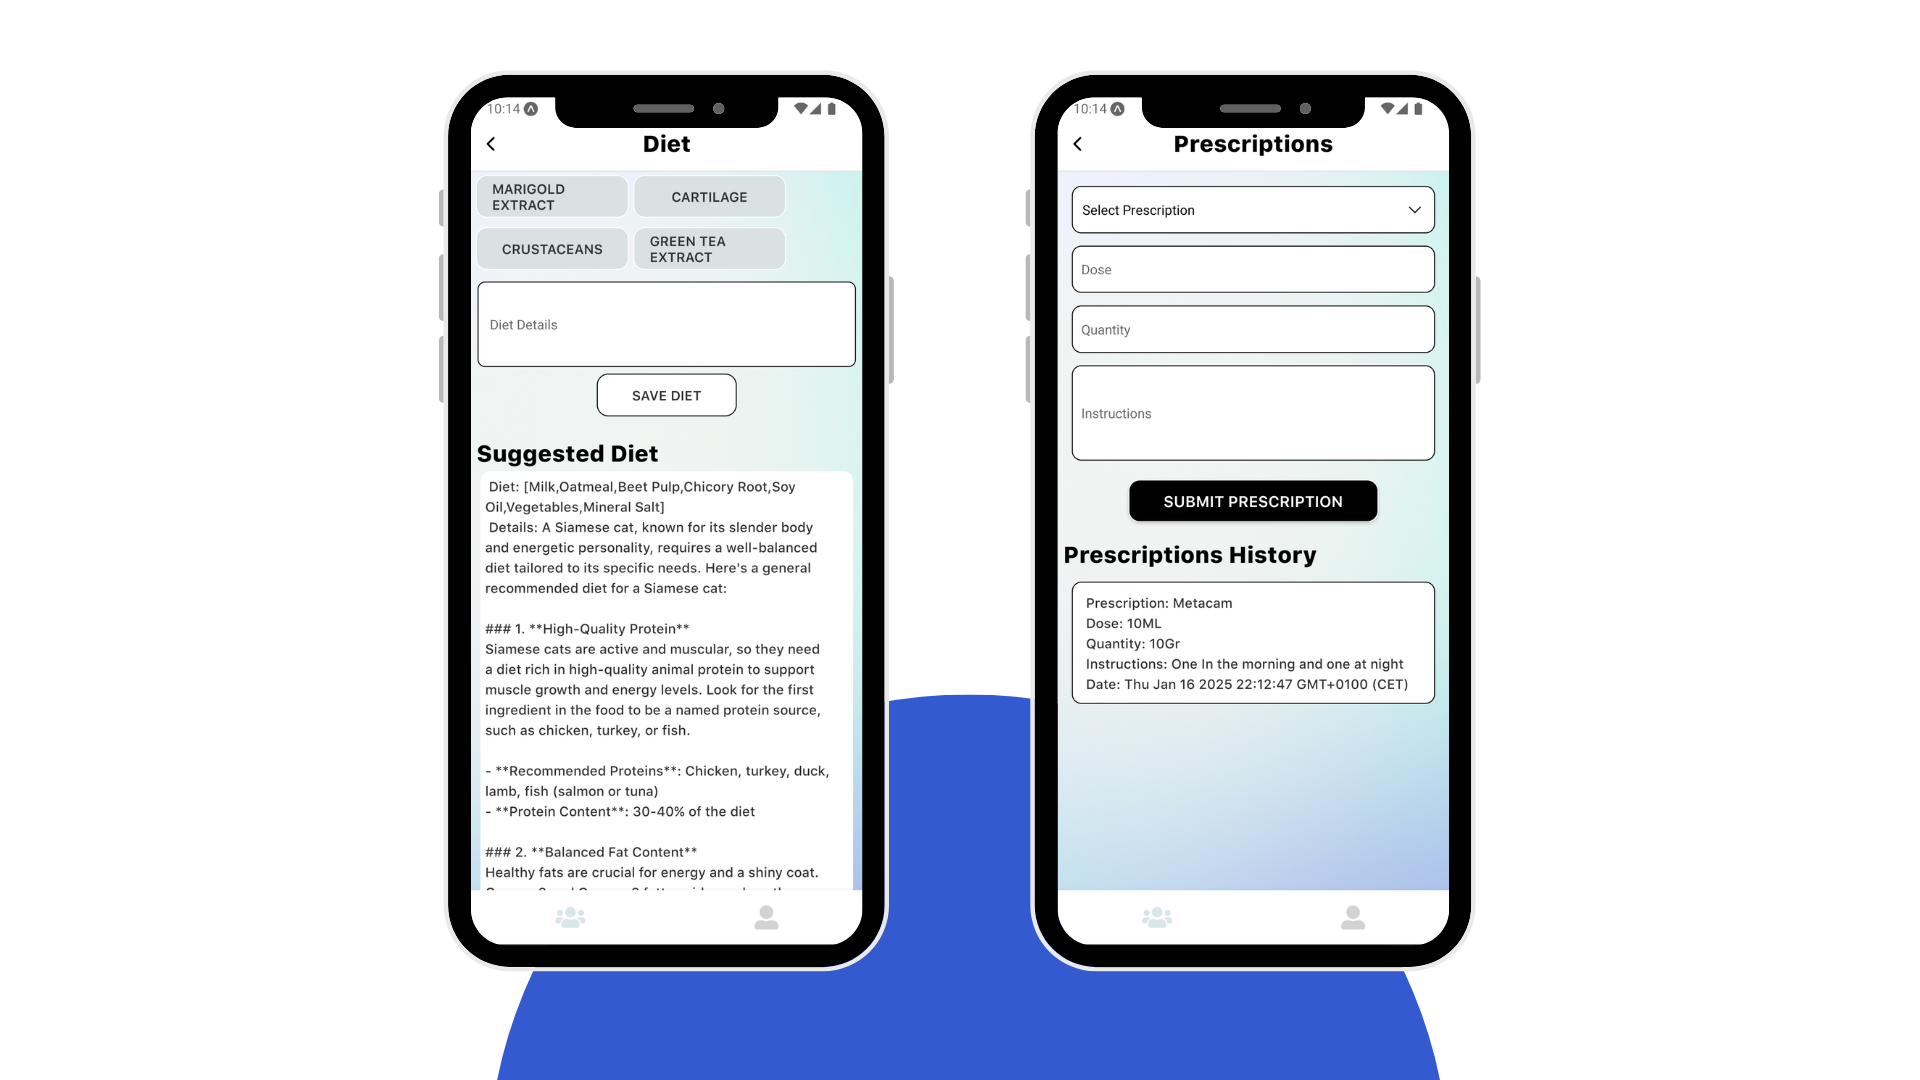 10:14
Diet
MARIGOLD
EXTRACT
CARTILAGE
CRUSTACEANS
GREEN TEA
EXTRACT
Diet Details
SAVE DIET
Suggested Diet
Diet: [Milk,Oatmeal,Beet Pulp,Chicory Root,Soy
Oil,Vegetables,Mineral Salt]
Details: A Siamese cat, known for its slender body
and energetic personality, requires a well-balanced
diet tailored to its specific needs. Here's a general
recommended diet for a Siamese cat:
### 1. **High-Quality Protein**
Siamese cats are active and muscular, so they need
a diet rich in high-quality animal protein to support
muscle growth and energy levels. Look for the first
ingredient in the food to be a named protein source,
such as chicken, turkey, or fish.
- **Recommended Proteins**: Chicken, turkey, duck,
lamb, fish (salmon or tuna)
- **Protein Content**: 30-40% of the diet
### 2. **Balanced Fat Content**
Healthy fats are crucial for energy and a shiny coat.
10:14
Prescriptions
Select Prescription
Dose
Quantity
Instructions
SUBMIT PRESCRIPTION
Prescriptions History
Prescription: Metacam
Dose: 10ML
Quantity: 10Gr
Instructions: One In the morning and one at night
Date: Thu Jan 16 2025 22:12:47 GMT+0100 (CET)